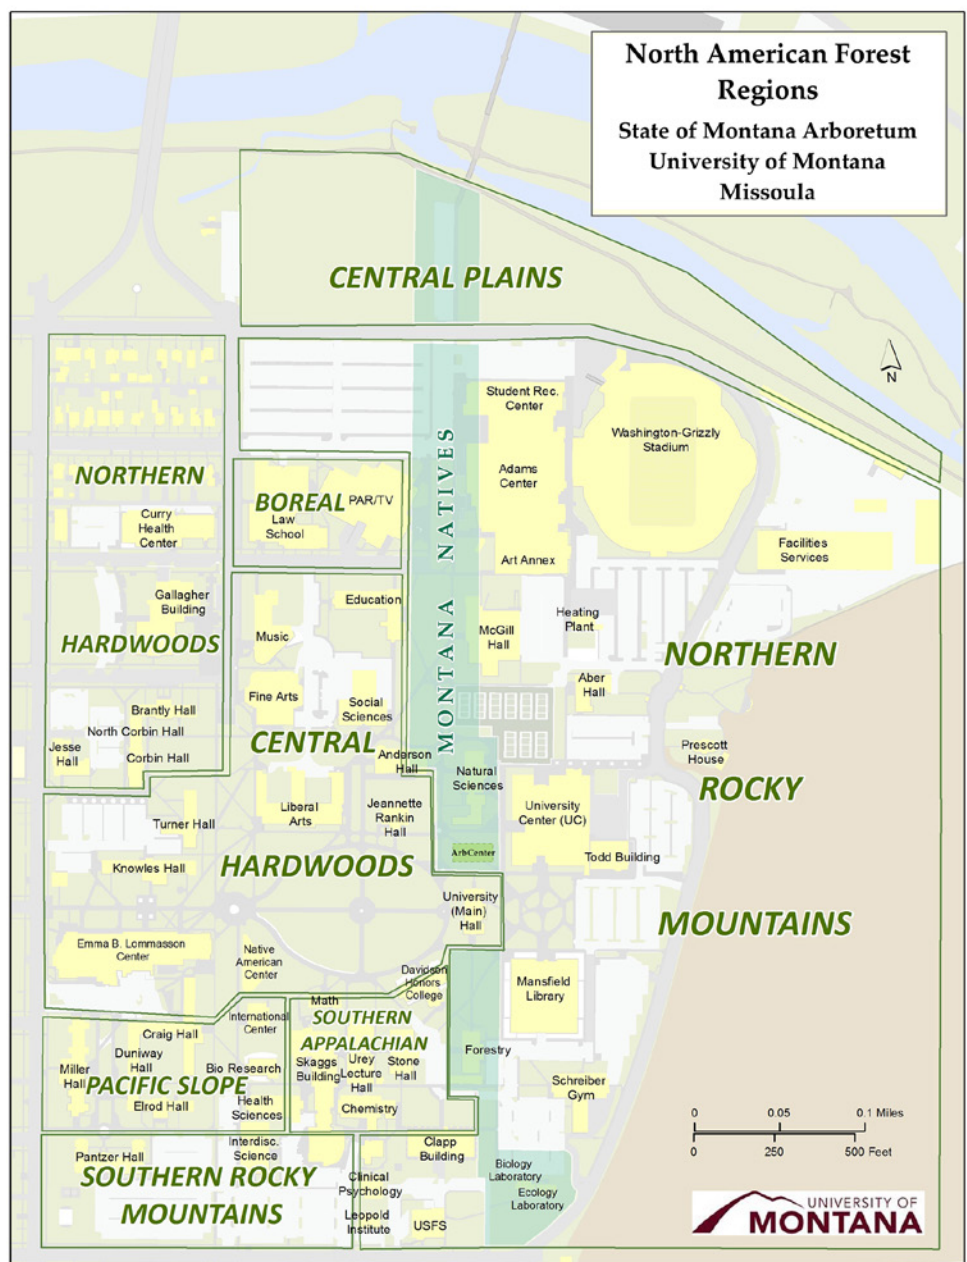 North American Forest
Regions
State of Montana Arboretum
University of Montana
Missoula
CENTRAL PLAINS
N
Student Rec.
Center
Washington-Grizzly
Stadium
MONTANA NATIVES
NORTHERN
BOREAL
PAR/TV
Law
School
Adams
Center
Curry
Health
Center
Facilities
Services
Art Annex
Gallagher
Building
Education
Heating
Plant
Music
McGill
Hall
HARDWOODS
NORTHERN
Aber
Hall
Fine Arts
Social
Sciences
Brantly Hall
North Corbin Hall
Jesse
Hall
Corbin Hall
CENTRAL
Anderson
Hall
Prescott
House
Natural
Sciences
ROCKY
Liberal
Arts
Jeannette
Rankin
Hall
University
Center (UC)
Turner Hall
ArbCenter
Todd Building
Knowles Hall
HARDWOODS
University
(Main)
Hall
MOUNTAINS
Emma B. Lommasson
Center
Native
American
Center
Davidson
Honors
College
Mansfield
Library
Math
International
Center
SOUTHERN
APPALACHIAN
Craig Hall
Duniway
Hall
Miller
Hall
Bio Research
Skaggs
Building
Urey
Lecture
Hall
Stone
Hall
Forestry
PACIFIC SLOPE
Elrod Hall
Health
Sciences
Chemistry
Schreiber
Gym
0 0.05 0.1 Miles
0 250 500 Feet
Pantzer Hall
Interdisc.
Science
Clapp
Building
SOUTHERN ROCKY
MOUNTAINS
Clinical
Psychology
Biology
Laboratory
Ecology
Laboratory
Leopold
Institute
USFS
UNIVERSITY OF
MONTANA